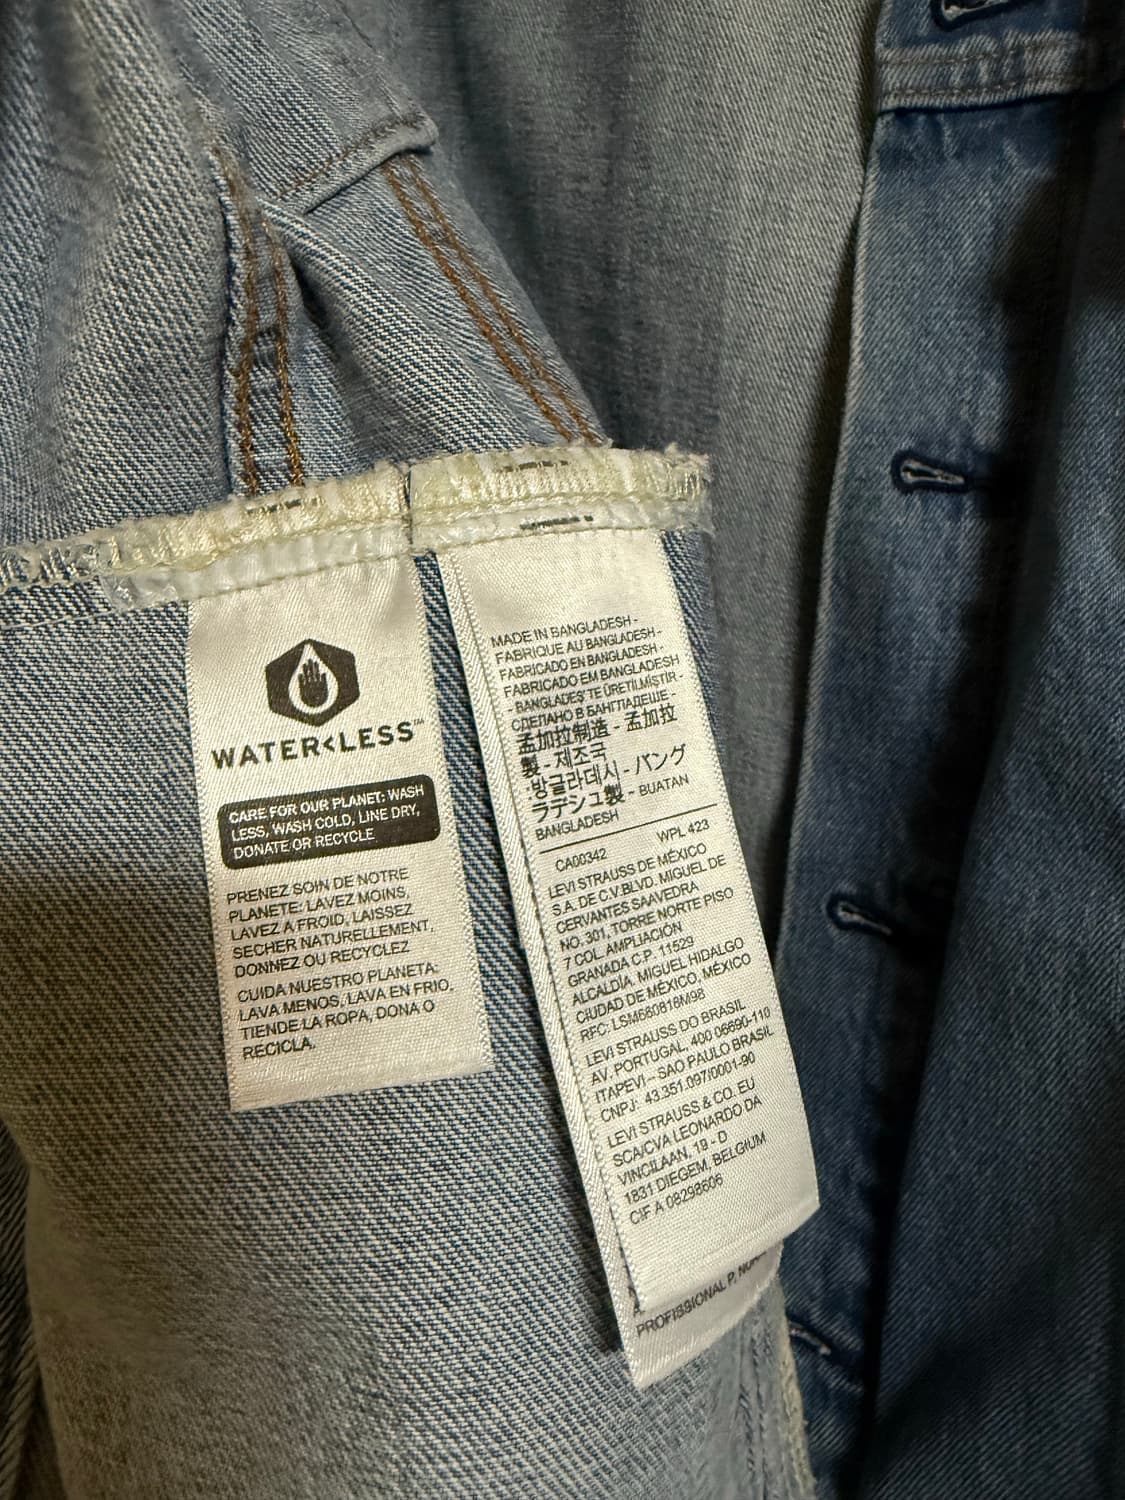 WATER<LESS™
CARE FOR OUR PLANET: WASH
LESS, WASH COLD, LINE DRY,
DONATE OR RECYCLE
PRENEZ SOIN DE NOTRE
PLANETE: LAVEZ MOINS,
LAVEZ A FROID, LAISSEZ
SECHER NATURELLEMENT,
DONNEZ OU RECYCLEZ
CUIDA NUESTRO PLANETA:
LAVA MENOS, LAVA EN FRIO,
TIENDE LA ROPA, DONA O
RECICLA.
MADE IN BANGLADESH -
FABRIQUE AU BANGLADESH -
FABRICADO EN BANGLADESH -
FABRICADO EM BANGLADESH
- BANGLADEŞ'TE ÜRETİLMİŞTİR -
СДЕЛАНО В БАНГЛАДЕШЕ -
孟加拉制造 - 孟加拉
製 - 제조국
:방글라데시 - バング
ラデシュ製 - BUATAN
BANGLADESH
CA00342 WPL 423
LEVI STRAUSS DE MÉXICO
S.A. DE C.V.BLVD. MIGUEL DE
CERVANTES SAAVEDRA
NO. 301, TORRE NORTE PISO
7 COL. AMPLIACIÓN
GRANADA C.P. 11529
ALCALDÍA, MIGUEL HIDALGO
CIUDAD DE MÉXICO, MÉXICO
RFC: LSM680818M98
LEVI STRAUSS DO BRASIL
AV. PORTUGAL, 400 06690-110
ITAPEVI – SAO PAULO BRASIL
CNPJ: 43.351.097/0001-90
LEVI STRAUSS & CO. EU
SCA/CVA LEONARDO DA
VINCILAAN, 19 - D
1831 DIEGEM, BELGIUM
CIF A 08298606
PROFISSIONAL P,